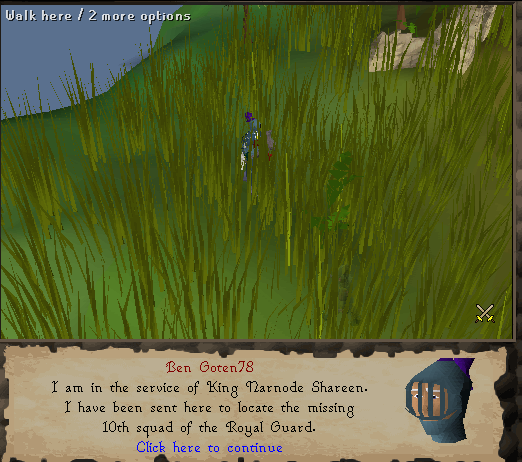 Walk here / 2 more options
Ben Goten78
I am in the service of King Narnode Shareen.
I have been sent here to locate the missing
10th squad of the Royal Guard.
Click here to continue